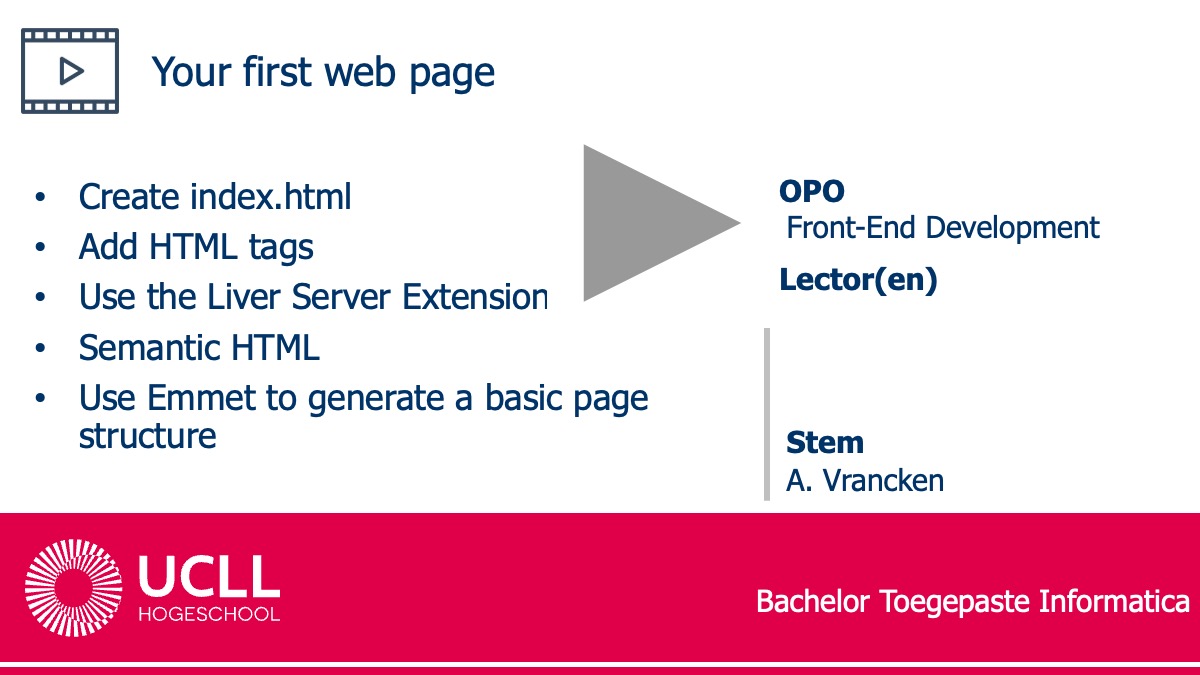 Your first web page
• Create index.html
• Add HTML tags
• Use the Liver Server Extension
• Semantic HTML
• Use Emmet to generate a basic page
structure
OPO
Front-End Development
Lector(en)
Stem
A. Vrancken
UCLL
HOGESCHOOL
Bachelor Toegepaste Informatica